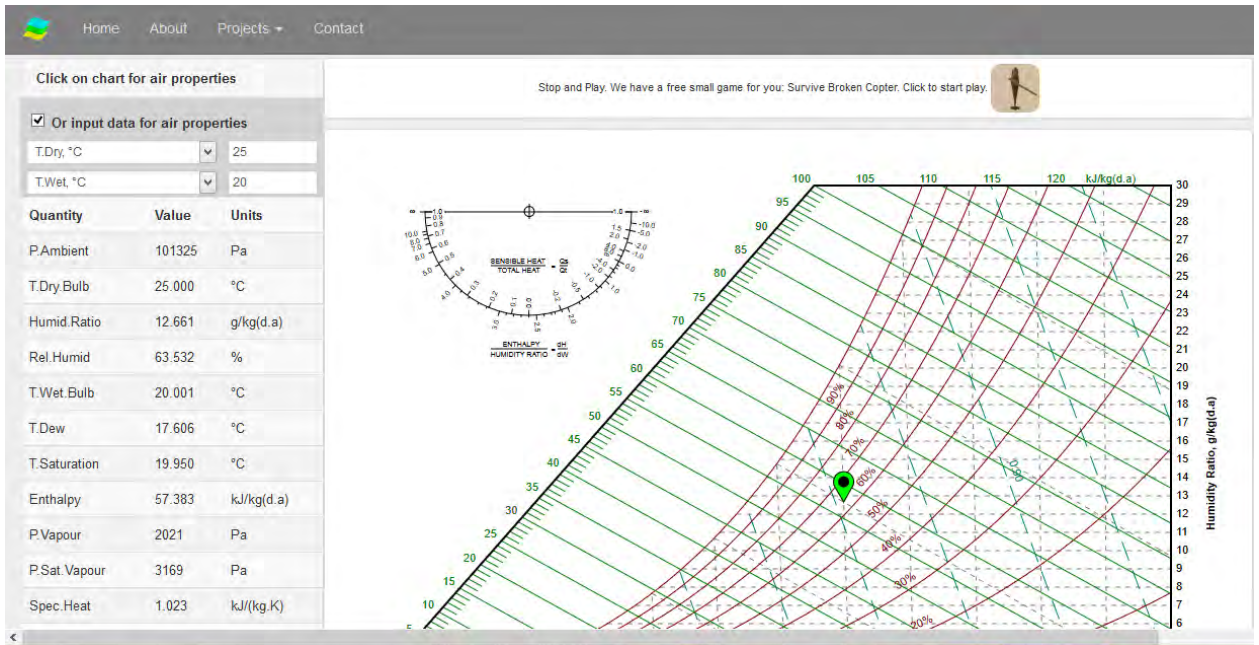 Home About Projects Contact
Click on chart for air properties
Stop and Play. We have a free small game for you: Survive Broken Copter. Click to start play.
Or input data for air properties
T.Dry, °C 25
T.Wet, °C 20
Quantity Value Units
P.Ambient 101325 Pa
T.Dry.Bulb 25.000 °C
Humid.Ratio 12.661 g/kg(d.a)
Rel.Humid 63.532 %
T.Wet.Bulb 20.001 °C
T.Dew 17.606 °C
T.Saturation 19.950 °C
Enthalpy 57.383 kJ/kg(d.a)
P.Vapour 2021 Pa
P.Sat.Vapour 3169 Pa
Spec.Heat 1.023 kJ/(kg.K)
SENSIBLE HEAT
TOTAL HEAT
= Qs
Qt
ENTHALPY
HUMIDITY RATIO
= dH
dW
100 105 110 115 120 kJ/kg(d.a)
95
90
85
80
75
70
65
60
55
50
45
40
35
30
25
20
15
10
5
90%
80%
70%
60%
50%
40%
30%
20%
0.90
30
29
28
27
26
25
24
23
22
21
20
19
18
17
16
15
14
13
12
11
10
9
8
7
6
Humidity Ratio, g/kg(d.a)